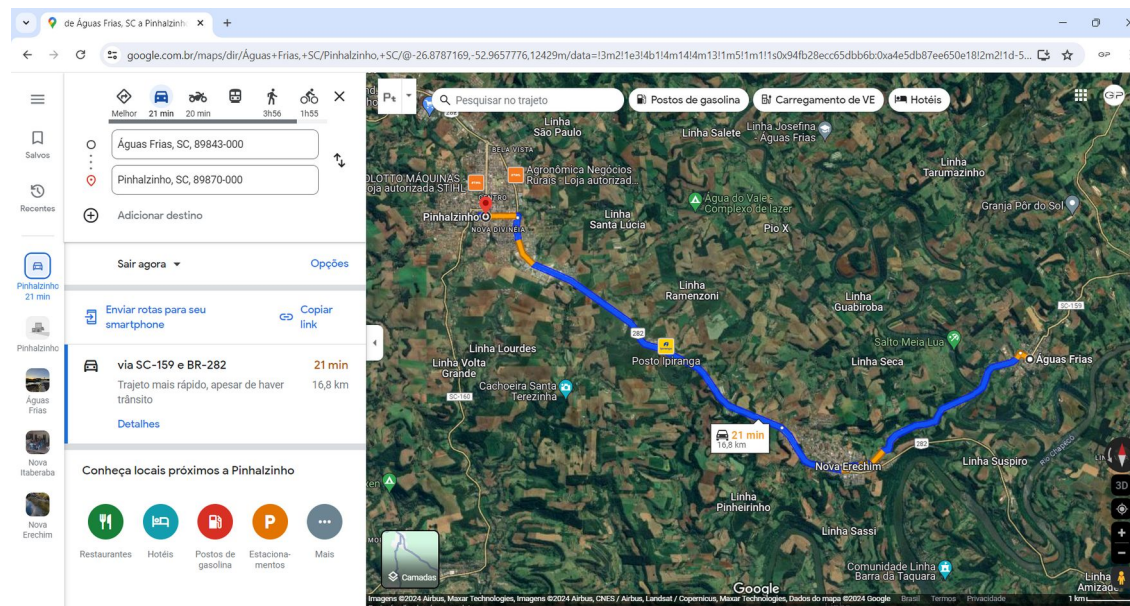 de Águas Frias, SC a Pinhalzinh
google.com.br/maps/dir/Águas+Frias,+SC/Pinhalzinho,+SC/@-26.8787169,-52.9657776,12429m/data=!3m2!1e3!4b1!4m14!4m13!1m5!1m1!1s0x94fb28ecc65dbb6b:0xa4e5db87ee650e18!2m2!1d-5...
GP
Salvos
Recentes
Pinhalzinho
21 min
Pinhalzinho
Águas
Frias
Nova
Itaberaba
Nova
Erechim
Melhor
21 min
20 min
3h56
1h55
Águas Frias, SC, 89843-000
Pinhalzinho, SC, 89870-000
Adicionar destino
Sair agora
Opções
Enviar rotas para seu
smartphone
Copiar
link
via SC-159 e BR-282
21 min
Trajeto mais rápido, apesar de haver
trânsito
16,8 km
Detalhes
Conheça locais próximos a Pinhalzinho
Restaurantes
Hotéis
Postos de
gasolina
P
Estaciona-
mentos
Mais
Pesquisar no trajeto
Postos de gasolina
Carregamento de VE
Hotéis
GP
Linha
São Paulo
Linha Salete
Linha Josefina
- Águas Frias
BELA VISTA
Agronômica Negócios
Rurais - Loja autorizad...
OLOTTO MÁQUINAS -
oja autorizada STIHL
CENTRO
Pinhalzinho
NOVA DIVINEIA
Linha
Santa Lúcia
Água do Vale -
Complexo de lazer
Pio X
Linha
Tarumazinho
Granja Pôr do Sol
Linha
Ramenzoni
Linha
Guabiroba
SC-159
282
Posto Ipiranga
Linha Lourdes
Linha Volta
Grande
SC-160
Cachoeira Santa
Terezinha
Salto Meia Lua
Linha Seca
Águas Frias
21 min
16,8 km
Nova Erechim
282
Linha Suspiro
Rio Chapecó
Linha
Pinheirinho
Linha Sassi
Comunidade Linha
Barra da Taquara
Linha
Amizade
3D
Camadas
Google
Imagens ©2024 Airbus, Maxar Technologies, Imagens ©2024 Airbus, CNES / Airbus, Landsat / Copernicus, Maxar Technologies, Dados do mapa ©2024 Google
Brasil
Termos
Privacidade
1 km